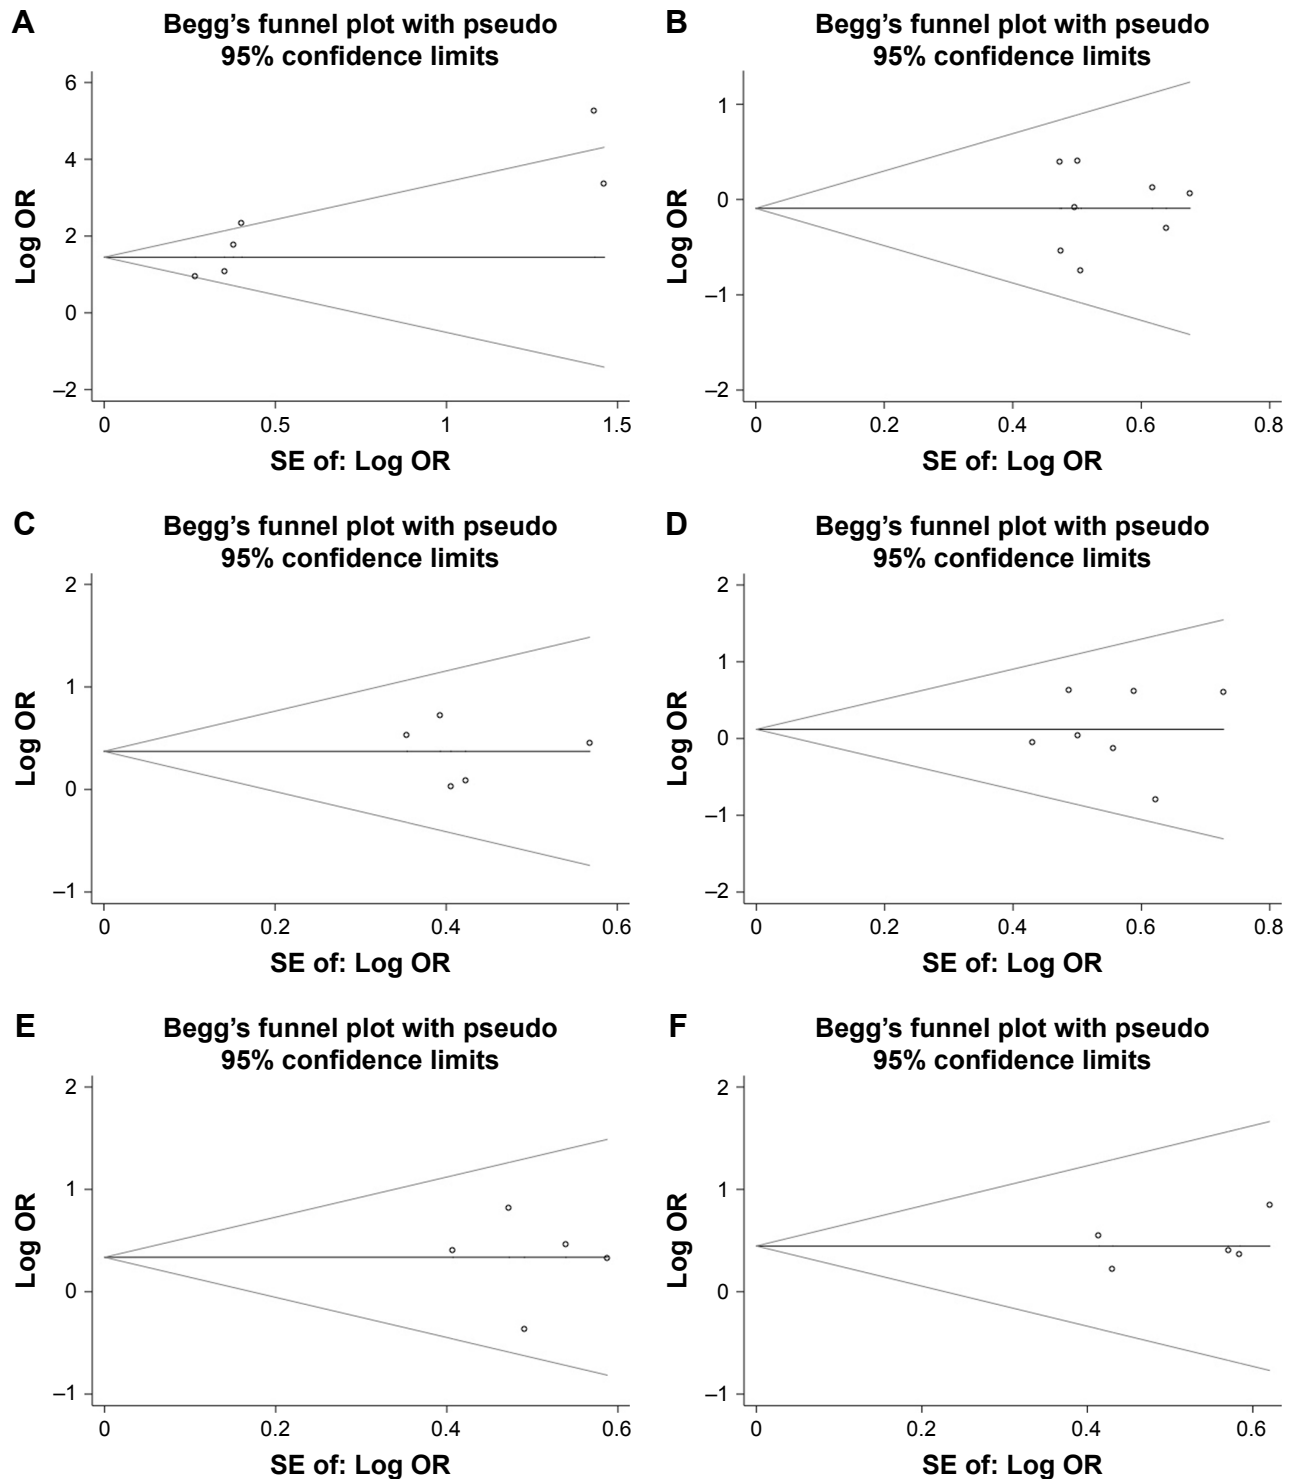 A
Begg's funnel plot with pseudo
95% confidence limits
6
4
2
0
–2
Log OR
0 0.5 1 1.5
SE of: Log OR
B
Begg's funnel plot with pseudo
95% confidence limits
1
0
–1
–2
Log OR
0 0.2 0.4 0.6 0.8
SE of: Log OR
C
Begg's funnel plot with pseudo
95% confidence limits
2
1
0
–1
Log OR
0 0.2 0.4 0.6
SE of: Log OR
D
Begg's funnel plot with pseudo
95% confidence limits
2
1
0
–1
–2
Log OR
0 0.2 0.4 0.6 0.8
SE of: Log OR
E
Begg's funnel plot with pseudo
95% confidence limits
2
1
0
–1
Log OR
0 0.2 0.4 0.6
SE of: Log OR
F
Begg's funnel plot with pseudo
95% confidence limits
2
1
0
–1
Log OR
0 0.2 0.4 0.6
SE of: Log OR